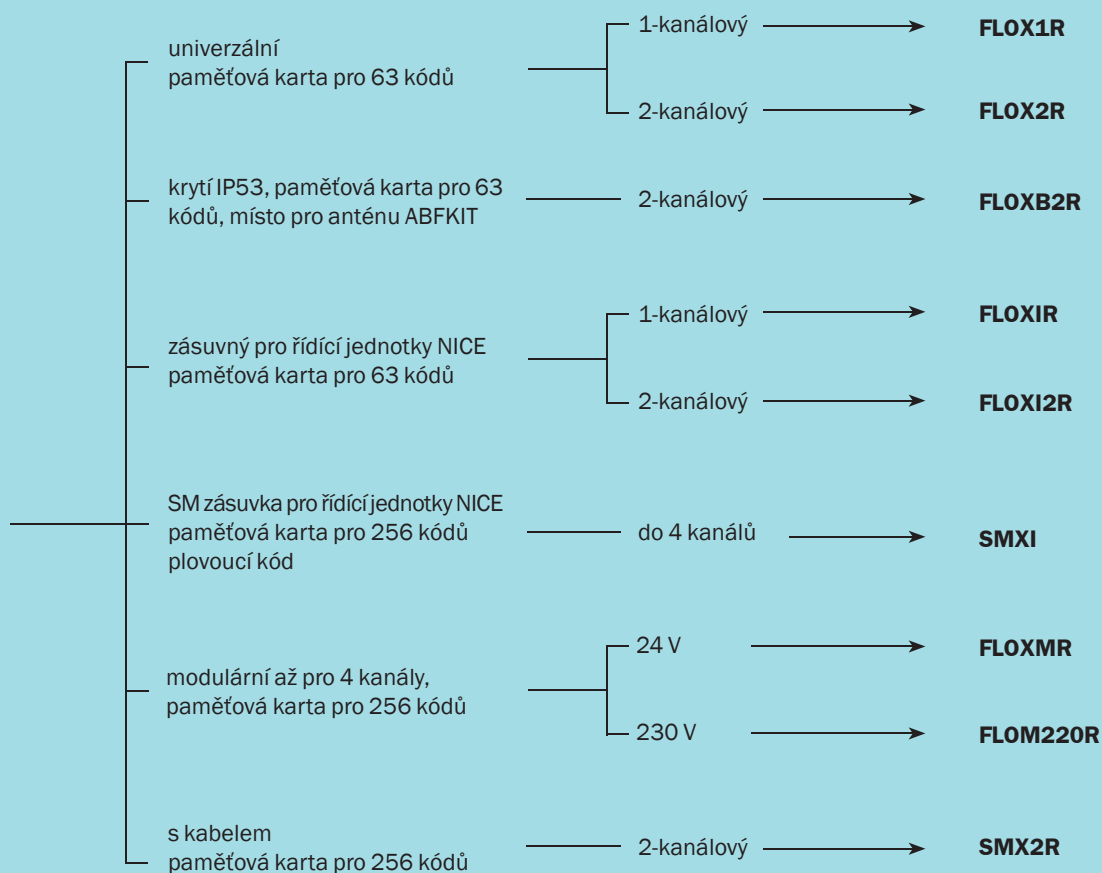 univerzální
paměťová karta pro 63 kódů
1-kanálový
FLOX1R
2-kanálový
FLOX2R
krytí IP53, paměťová karta pro 63
kódů, místo pro anténu ABFKIT
2-kanálový
FLOXB2R
zásuvný pro řídící jednotky NICE
paměťová karta pro 63 kódů
1-kanálový
FLOXIR
2-kanálový
FLOXI2R
SM zásuvka pro řídící jednotky NICE
paměťová karta pro 256 kódů
plovoucí kód
do 4 kanálů
SMXI
modulární až pro 4 kanály,
paměťová karta pro 256 kódů
24 V
FLOXMR
230 V
FLOM220R
s kabelem
paměťová karta pro 256 kódů
2-kanálový
SMX2R